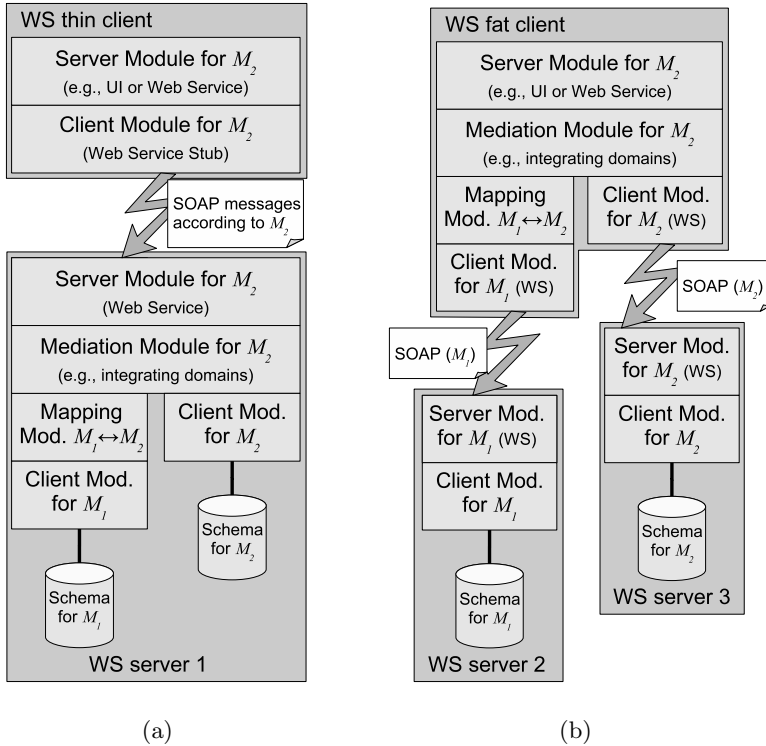 WS thin client
Server Module for M2
(e.g., UI or Web Service)
Client Module for M2
(Web Service Stub)
SOAP messages
according to M2
Server Module for M2
(Web Service)
Mediation Module for M2
(e.g., integrating domains)
Mapping
Mod. M1↔M2
Client Mod.
for M2
Client Mod.
for M1
Schema
for M2
Schema
for M1
WS server 1
(a)
WS fat client
Server Module for M2
(e.g., UI or Web Service)
Mediation Module for M2
(e.g., integrating domains)
Mapping
Mod. M1↔M2
Client Mod.
for M2 (WS)
Client Mod.
for M1 (WS)
SOAP (M2)
SOAP (M1)
Server Mod.
for M2 (WS)
Client Mod.
for M2
Schema
for M2
WS server 3
Server Mod.
for M1 (WS)
Client Mod.
for M1
Schema
for M1
WS server 2
(b)